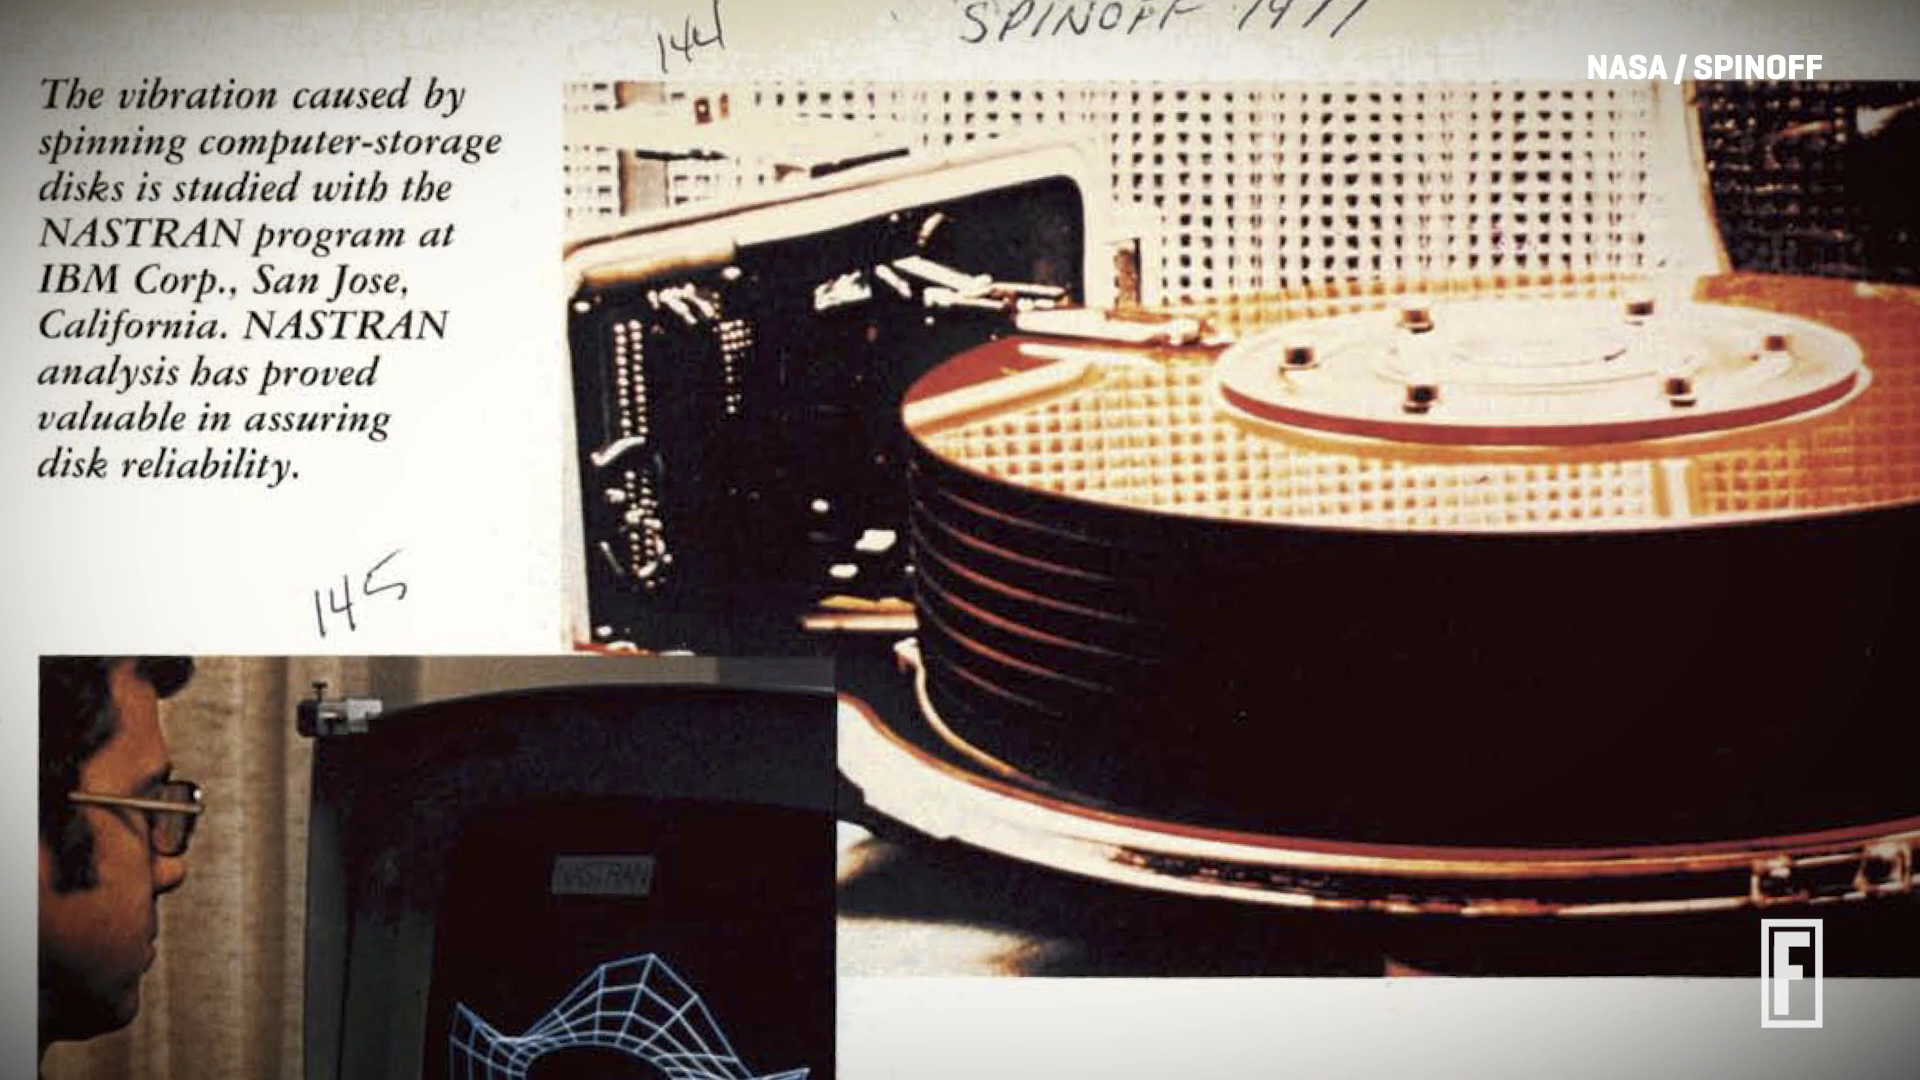 144
SPINOFF 1977
NASA / SPINOFF
The vibration caused by
spinning computer-storage
disks is studied with the
NASTRAN program at
IBM Corp., San Jose,
California. NASTRAN
analysis has proved
valuable in assuring
disk reliability.
145
NASTRAN
F